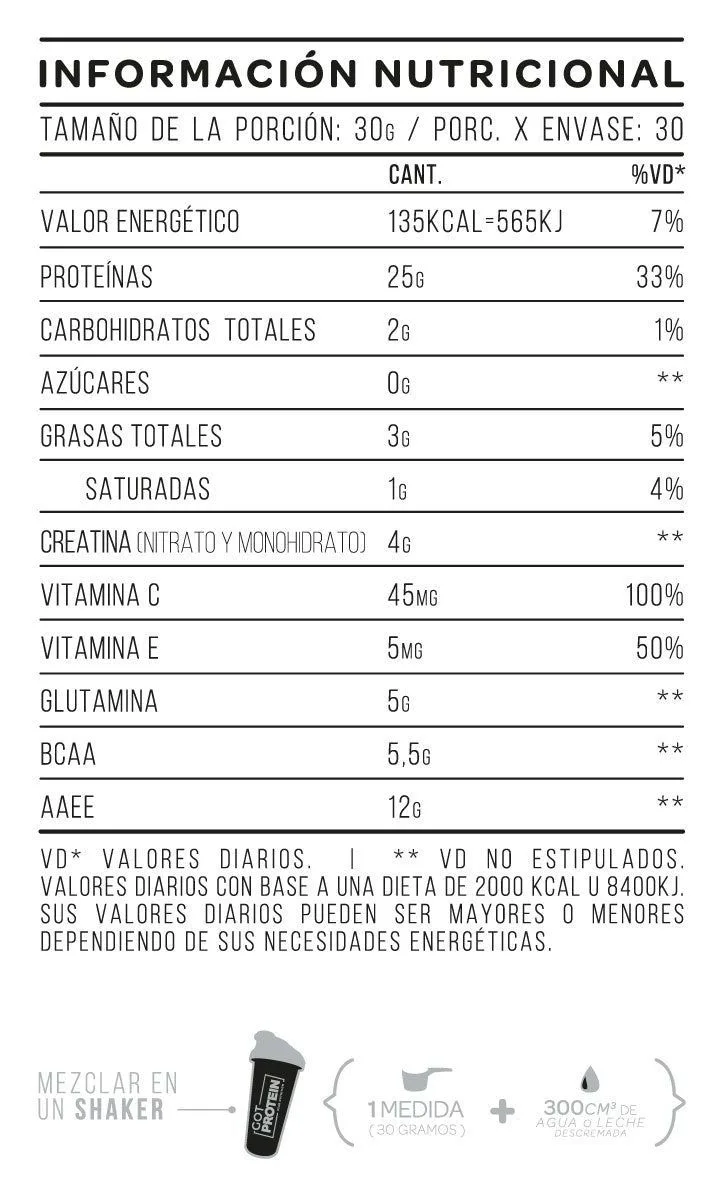 INFORMACIÓN NUTRICIONAL
TAMAÑO DE LA PORCIÓN: 30G / PORC. X ENVASE: 30
CANT. %VD*
VALOR ENERGÉTICO 135KCAL=565KJ 7%
PROTEÍNAS 25G 33%
CARBOHIDRATOS TOTALES 2G 1%
AZÚCARES 0G **
GRASAS TOTALES 3G 5%
SATURADAS 1G 4%
CREATINA (NITRATO Y MONOHIDRATO) 4G **
VITAMINA C 45MG 100%
VITAMINA E 5MG 50%
GLUTAMINA 5G **
BCAA 5,5G **
AAEE 12G **
VD* VALORES DIARIOS. | ** VD NO ESTIPULADOS.
VALORES DIARIOS CON BASE A UNA DIETA DE 2000 KCAL U 8400KJ.
SUS VALORES DIARIOS PUEDEN SER MAYORES O MENORES
DEPENDIENDO DE SUS NECESIDADES ENERGÉTICAS.
MEZCLAR EN
UN SHAKER
GOT
PROTEIN
1 MEDIDA
(30 GRAMOS)
+
300CM³ DE
AGUA O LECHE
DESCREMADA